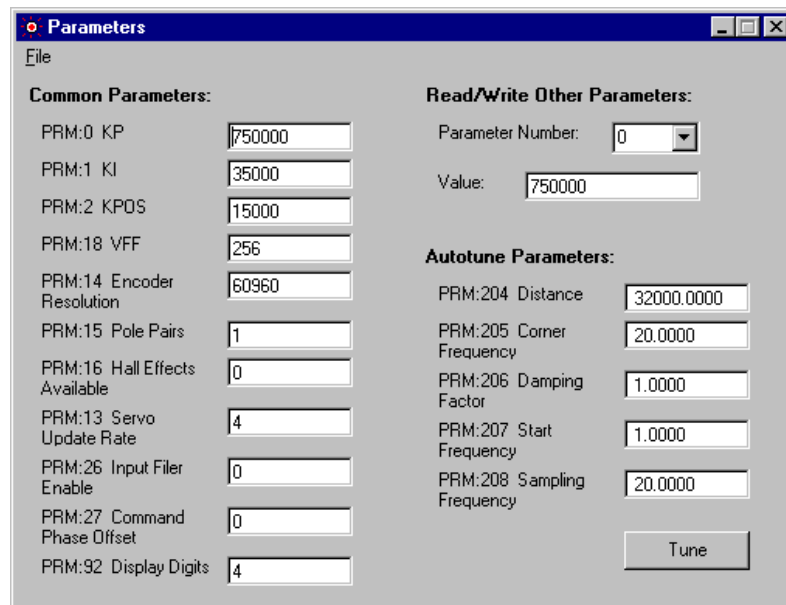 Parameters
File
Common Parameters:
PRM:0 KP
750000
PRM:1 KI
35000
PRM:2 KPOS
15000
PRM:18 VFF
256
PRM:14 Encoder
Resolution
60960
PRM:15 Pole Pairs
1
PRM:16 Hall Effects
Available
0
PRM:13 Servo
Update Rate
4
PRM:26 Input Filer
Enable
0
PRM:27 Command
Phase Offset
0
PRM:92 Display Digits
4
Read/Write Other Parameters:
Parameter Number:
0
Value:
750000
Autotune Parameters:
PRM:204 Distance
32000.0000
PRM:205 Corner
Frequency
20.0000
PRM:206 Damping
Factor
1.0000
PRM:207 Start
Frequency
1.0000
PRM:208 Sampling
Frequency
20.0000
Tune